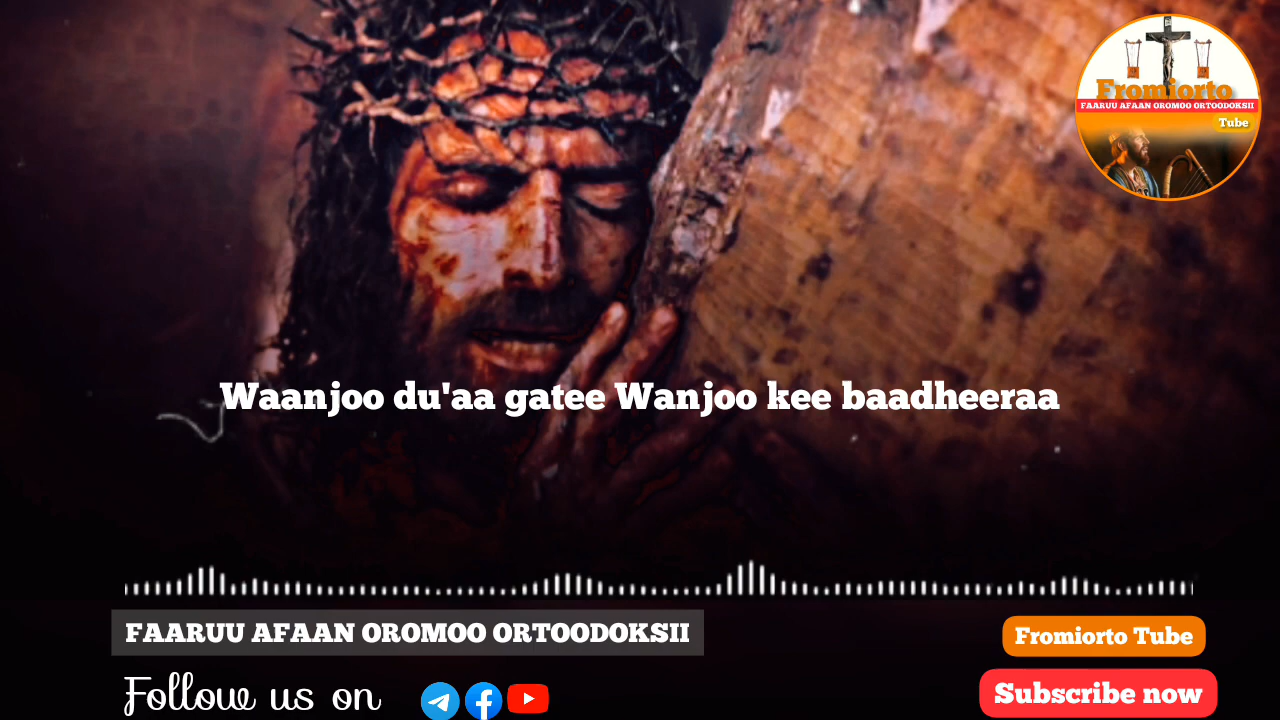 Fromiorto
FAARUU AFAAN OROMOO ORTOODOKSII
Tube
Waanjoo du'aa gatee Wanjoo kee baadheeraa
FAARUU AFAAN OROMOO ORTOODOKSII
Fromiorto Tube
Follow us on
Subscribe now